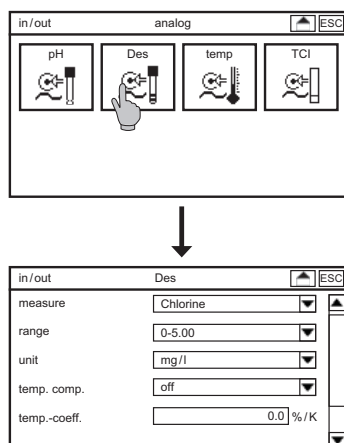 in/out analog ESC
pH Des temp TCI
in/out Des ESC
measure Chlorine
range 0-5.00
unit mg/l
temp. comp. off
temp.-coeff. 0.0 %/K